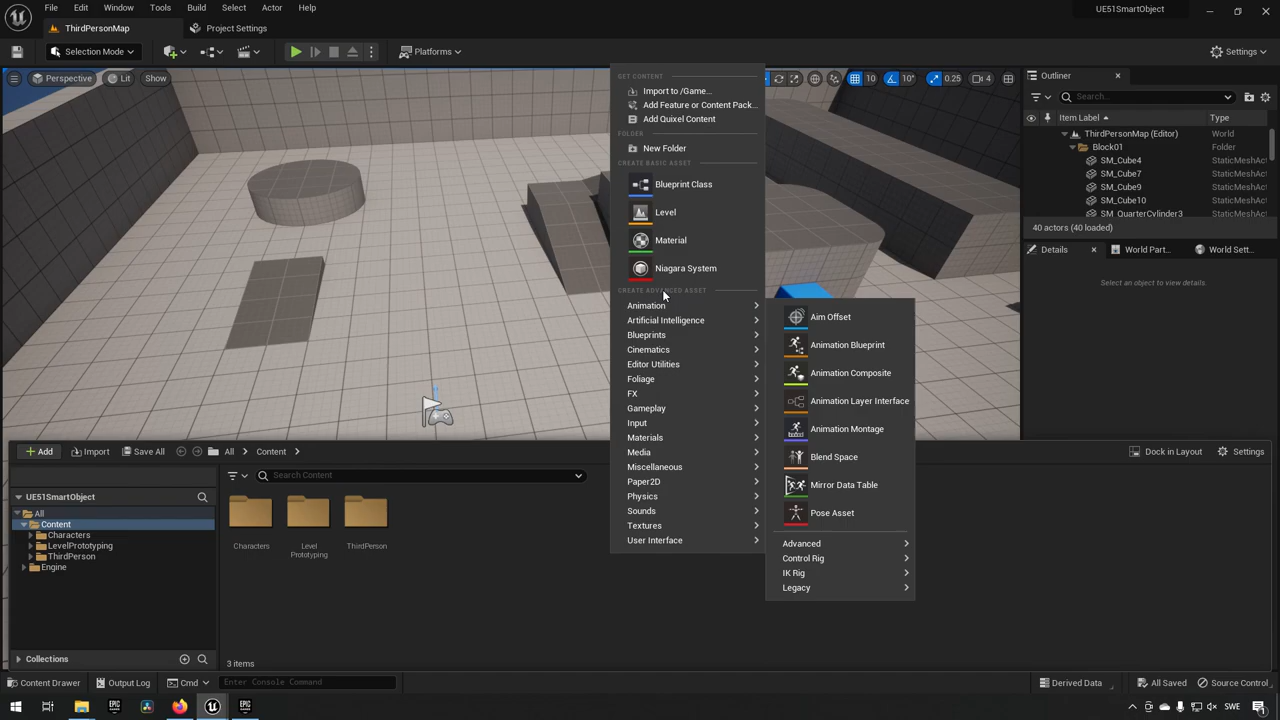 File Edit Window Tools Build Select Actor Help
UE51SmartObject
ThirdPersonMap
Project Settings
Selection Mode
Platforms
Settings
Perspective
Lit
Show
10
10°
0.25
4
Outliner
Search...
Item Label
Type
ThirdPersonMap (Editor)
World
Block01
Folder
SM_Cube4
StaticMeshAct
SM_Cube7
StaticMeshAct
SM_Cube9
StaticMeshAct
SM_Cube10
StaticMeshAct
SM_QuarterCylinder3
StaticMeshAct
40 actors (40 loaded)
Details
World Part...
World Sett...
Select an object to view details.
GET CONTENT
Import to /Game...
Add Feature or Content Pack...
Add Quixel Content
FOLDER
New Folder
CREATE BASIC ASSET
Blueprint Class
Level
Material
Niagara System
CREATE ADVANCED ASSET
Animation
Artificial Intelligence
Blueprints
Cinematics
Editor Utilities
Foliage
FX
Gameplay
Input
Materials
Media
Miscellaneous
Paper2D
Physics
Sounds
Textures
User Interface
Aim Offset
Animation Blueprint
Animation Composite
Animation Layer Interface
Animation Montage
Blend Space
Mirror Data Table
Pose Asset
Advanced
Control Rig
IK Rig
Legacy
Add
Import
Save All
All
Content
Dock in Layout
Settings
UE51SmartObject
All
Content
Characters
LevelPrototyping
ThirdPerson
Engine
Collections
Search Content
Characters
Level
Prototyping
ThirdPerson
3 items
Content Drawer
Output Log
Cmd
Enter Console Command
Derived Data
All Saved
Source Control
SWE